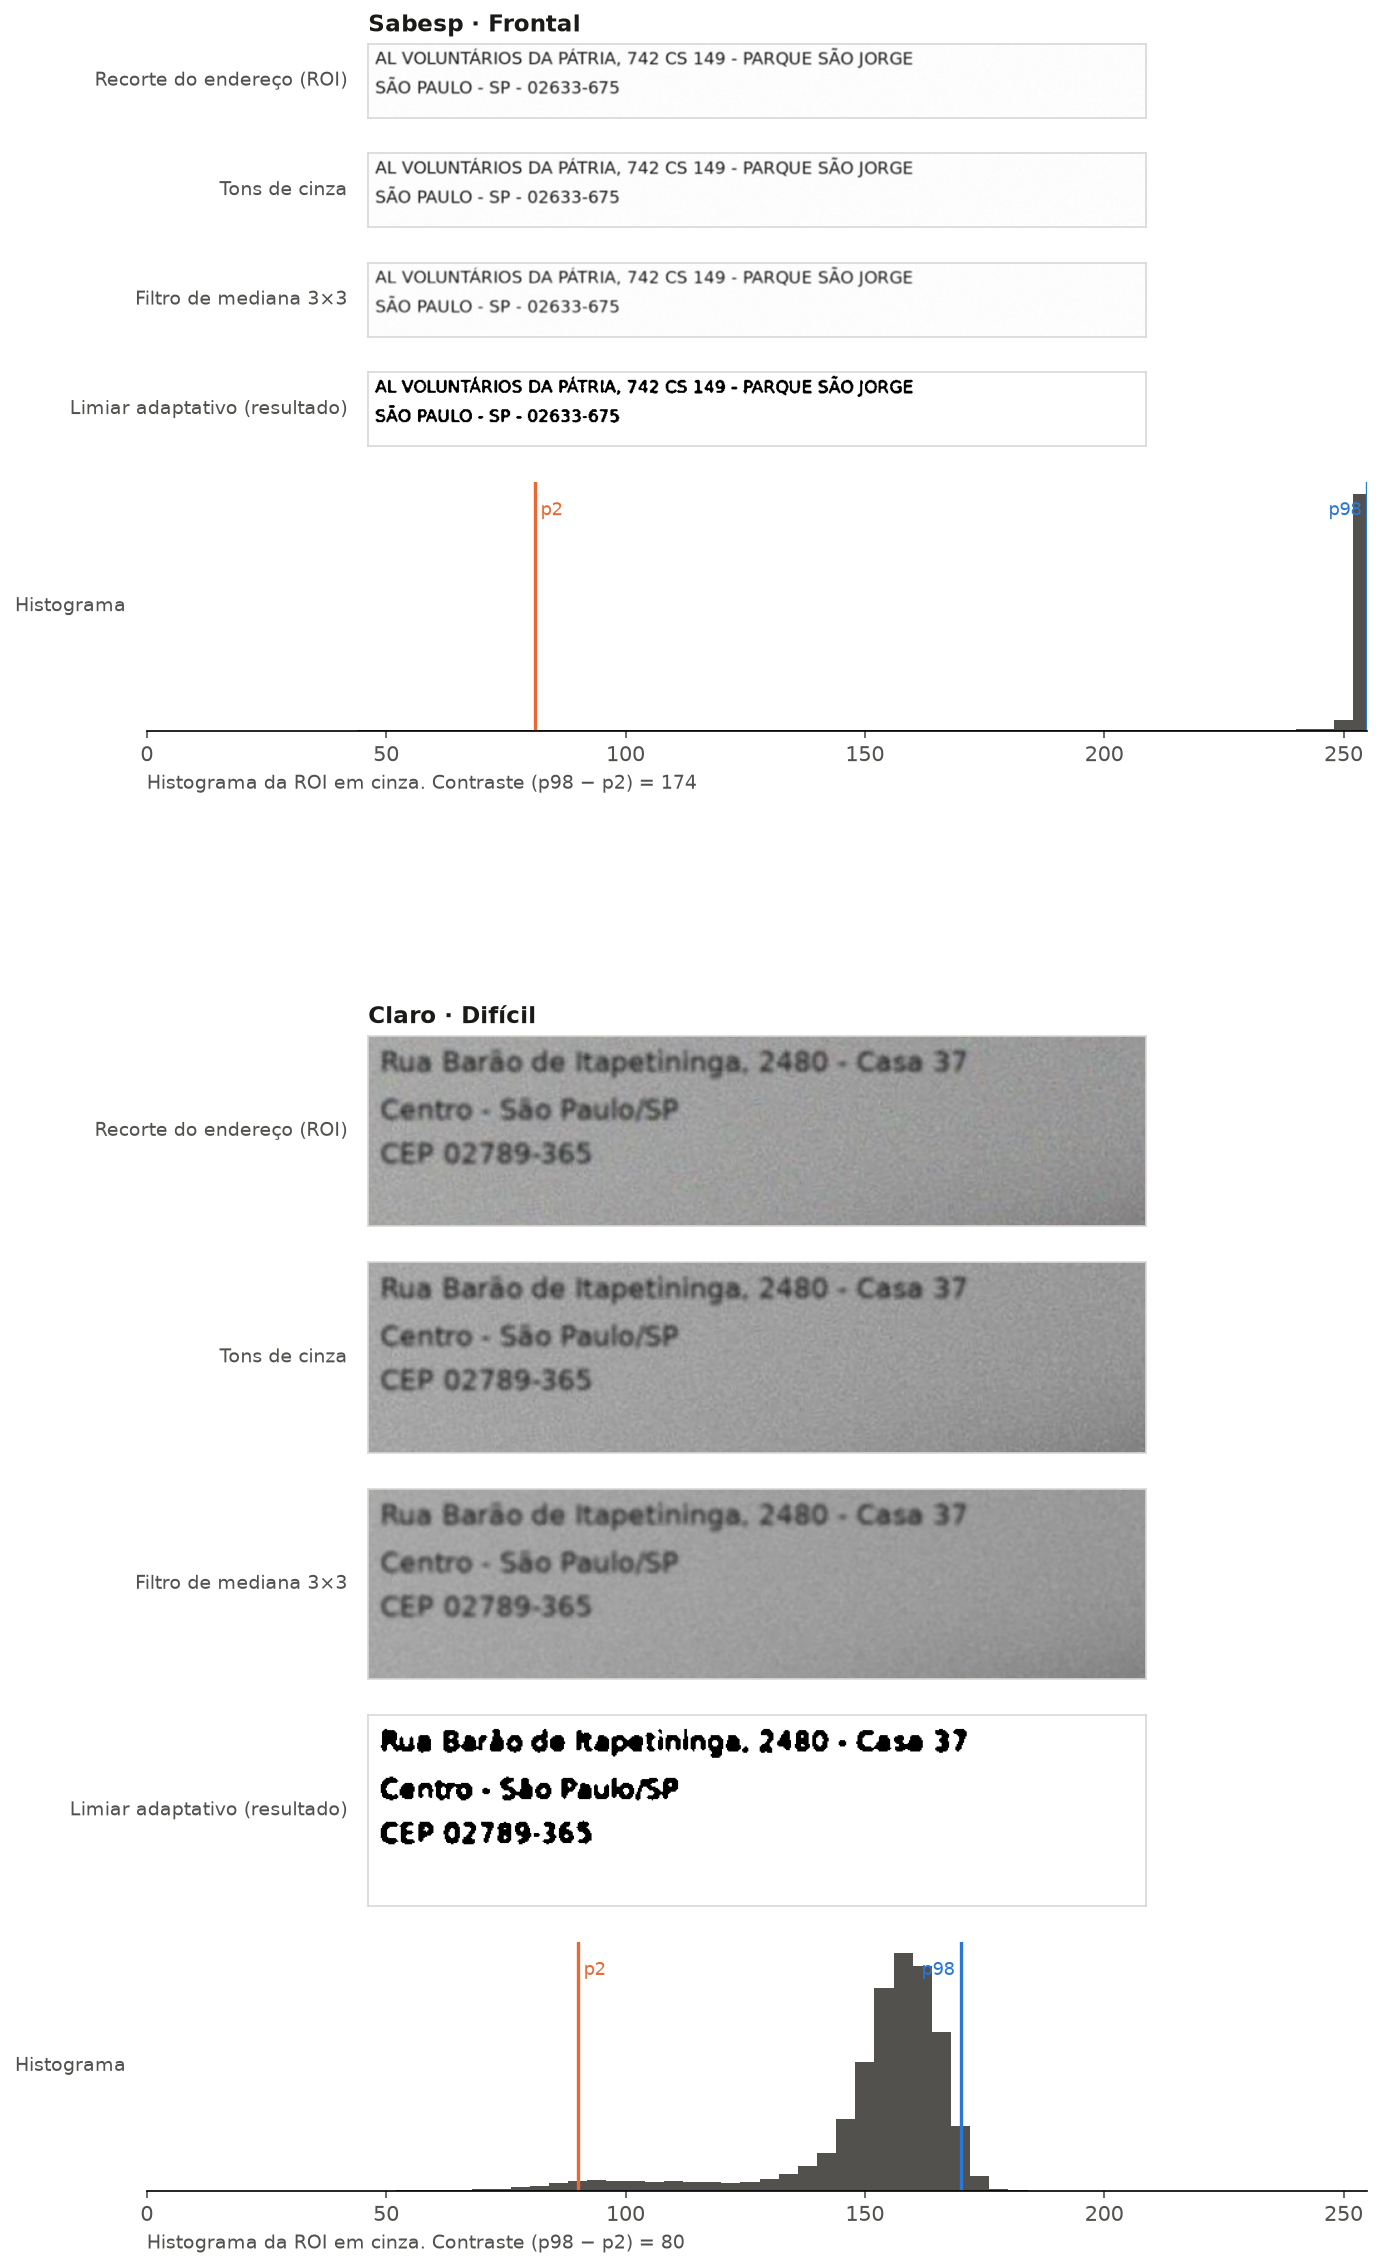 Sabesp · Frontal
Recorte do endereço (ROI)
AL VOLUNTÁRIOS DA PÁTRIA, 742 CS 149 - PARQUE SÃO JORGE
SÃO PAULO - SP - 02633-675
Tons de cinza
AL VOLUNTÁRIOS DA PÁTRIA, 742 CS 149 - PARQUE SÃO JORGE
SÃO PAULO - SP - 02633-675
Filtro de mediana 3×3
AL VOLUNTÁRIOS DA PÁTRIA, 742 CS 149 - PARQUE SÃO JORGE
SÃO PAULO - SP - 02633-675
Limiar adaptativo (resultado)
AL VOLUNTÁRIOS DA PÁTRIA, 742 CS 149 - PARQUE SÃO JORGE
SÃO PAULO - SP - 02633-675
Histograma
p2 p98
0 50 100 150 200 250
Histograma da ROI em cinza. Contraste (p98 − p2) = 174
Claro · Difícil
Recorte do endereço (ROI)
Rua Barão de Itapetininga, 2480 - Casa 37
Centro - São Paulo/SP
CEP 02789-365
Tons de cinza
Rua Barão de Itapetininga, 2480 - Casa 37
Centro - São Paulo/SP
CEP 02789-365
Filtro de mediana 3×3
Rua Barão de Itapetininga, 2480 - Casa 37
Centro - São Paulo/SP
CEP 02789-365
Limiar adaptativo (resultado)
Rua Barão de Itapetininga, 2480 - Casa 37
Centro - São Paulo/SP
CEP 02789-365
Histograma
p2 p98
0 50 100 150 200 250
Histograma da ROI em cinza. Contraste (p98 − p2) = 80